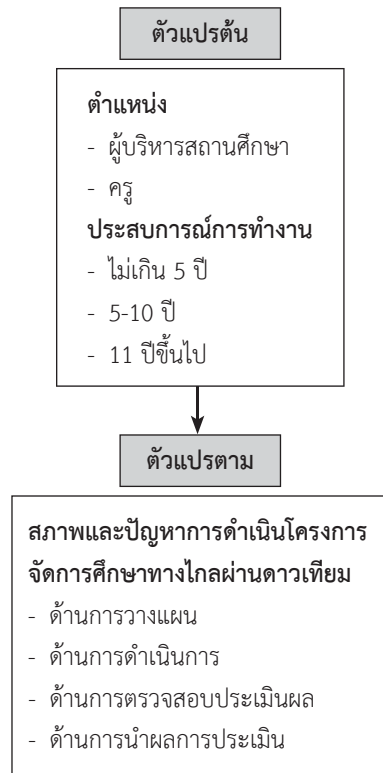 ตัวแปรต้น
ตำแหน่ง
- ผู้บริหารสถานศึกษา
- ครู
ประสบการณ์การทำงาน
- ไม่เกิน 5 ปี
- 5-10 ปี
- 11 ปีขึ้นไป
ตัวแปรตาม
สภาพและปัญหาการดำเนินโครงการ
จัดการศึกษาทางไกลผ่านดาวเทียม
- ด้านการวางแผน
- ด้านการดำเนินการ
- ด้านการตรวจสอบประเมินผล
- ด้านการนำผลการประเมิน